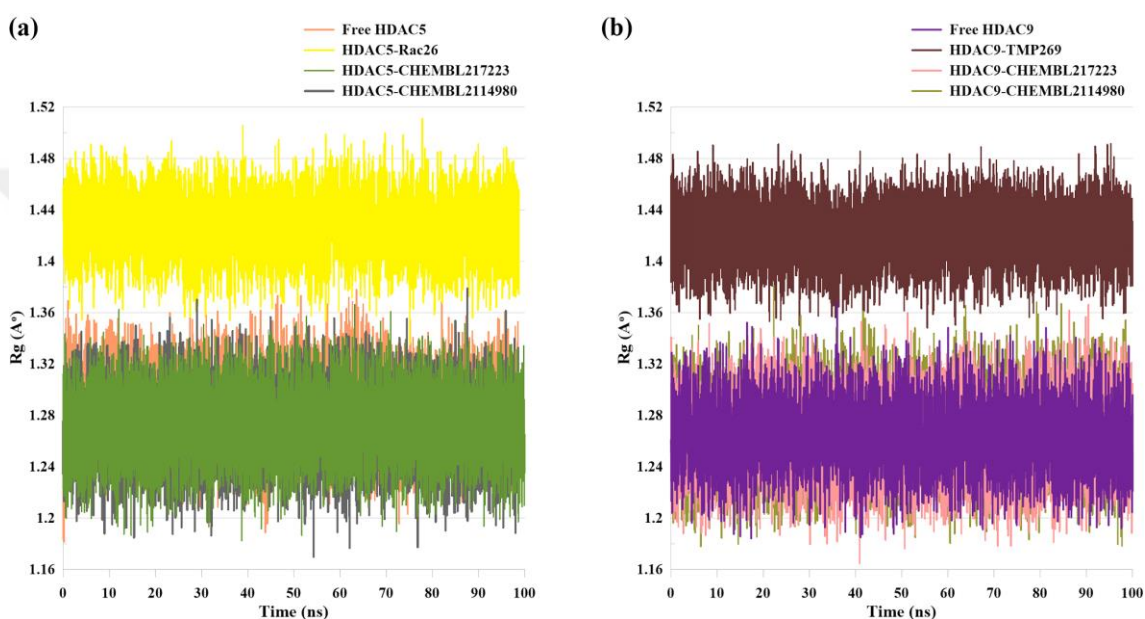 (a)
Free HDAC5
HDAC5-Rac26
HDAC5-CHEMBL217223
HDAC5-CHEMBL2114980
1.52
1.48
1.44
1.4
1.36
1.32
1.28
1.24
1.2
1.16
Rg (A°)
0 10 20 30 40 50 60 70 80 90 100
Time (ns)
(b)
Free HDAC9
HDAC9-TMP269
HDAC9-CHEMBL217223
HDAC9-CHEMBL2114980
1.52
1.48
1.44
1.4
1.36
1.32
1.28
1.24
1.2
1.16
Rg (A°)
0 10 20 30 40 50 60 70 80 90 100
Time (ns)